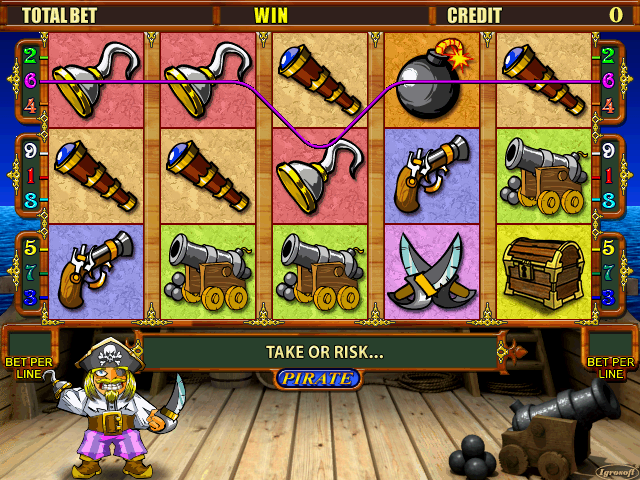 TOTAL BET WIN CREDIT 0
2 2
6 6
4 4
9 9
1 1
8 8
5 5
7 7
3 3
TAKE OR RISK...
BET PER LINE BET PER LINE
PIRATE
Igrosoft